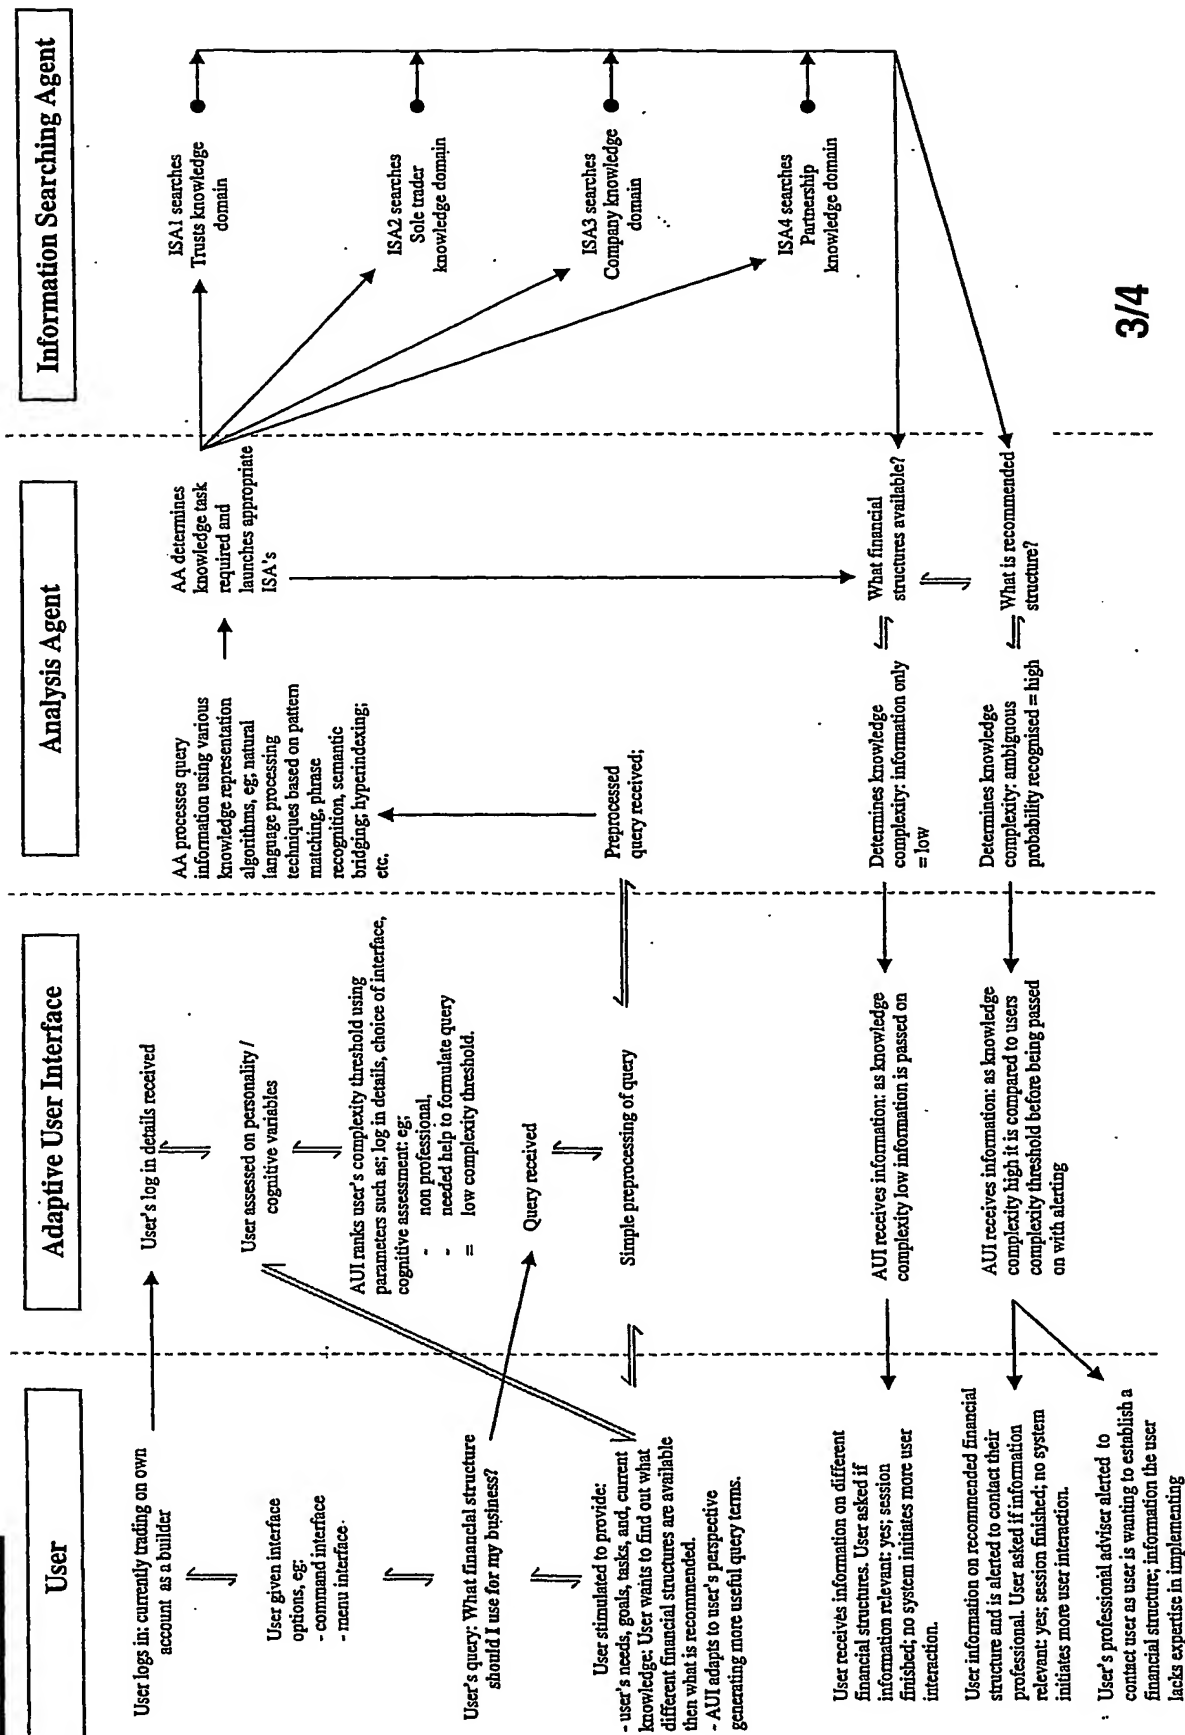 User
Adaptive User Interface
Analysis Agent
Information Searching Agent
User logs in: currently trading on own
account as a builder
User given interface
options, eg:
- command interface
- menu interface.
User's query: What financial structure
should I use for my business?
User stimulated to provide:
- user's needs, goals, tasks, and, current
knowledge: User wants to find out what
different financial structures are available
then what is recommended.
- AUI adapts to user's perspective
generating more useful query terms.
User receives information on different
financial structures. User asked if
information relevant: yes; session
finished; no system initiates more user
interaction.
User information on recommended financial
structure and is alerted to contact their
professional. User asked if information
relevant: yes; session finished; no system
initiates more user interaction.
User's professional adviser alerted to
contact user as user is wanting to establish a
financial structure; information the user
lacks expertise in implementing
User's log in details received
User assessed on personality /
cognitive variables
AUI ranks user's complexity threshold using
parameters such as; log in details, choice of interface,
cognitive assessment: eg;
- non professional,
- needed help to formulate query
= low complexity threshold.
Query received
Simple preprocessing of query
AUI receives information: as knowledge
complexity low information is passed on
AUI receives information: as knowledge
complexity high it is compared to users
complexity threshold before being passed
on with alerting
AA processes query
information using various
knowledge representation
algorithms, eg; natural
language processing
techniques based on pattern
matching, phrase
recognition, semantic
bridging; hyperindexing;
etc.
Preprocessed
query received;
Determines knowledge
complexity: information only
= low
Determines knowledge
complexity: ambiguous
probability recognised = high
AA determines
knowledge task
required and
launches appropriate
ISA's
What financial
structures available?
What is recommended
structure?
ISA1 searches
Trusts knowledge
domain
ISA2 searches
Sole trader
knowledge domain
ISA3 searches
Company knowledge
domain
ISA4 searches
Partnership
knowledge domain
3/4